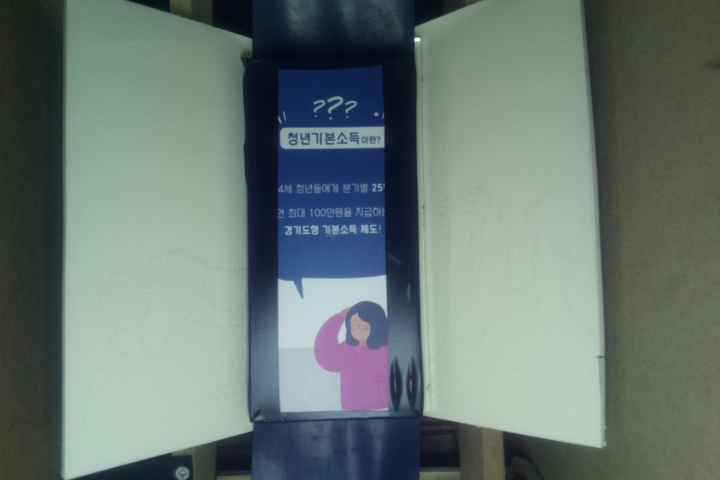 ???
청년기본소득이란?
4세 청년들에게 분기별 25
면 최대 100만원을 지급하는
경기도형 기본소득 제도!